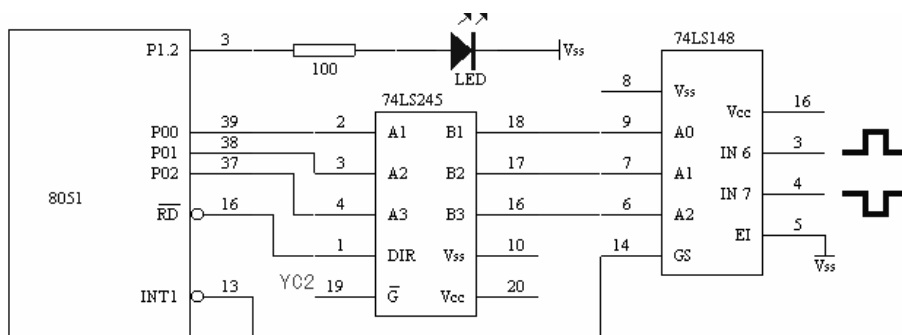 3
P1.2
100
LED
Vss
74LS148
8
Vss
Vcc
16
74LS245
P00
39
2
A1
B1
18
9
A0
P01
38
IN 6
3
P02
37
3
A2
B2
17
7
A1
8051
IN 7
4
RD
16
4
A3
B3
16
6
A2
EI
5
1
DIR
Vss
10
14
GS
Vss
YC2
19
G
Vcc
20
INT1
13